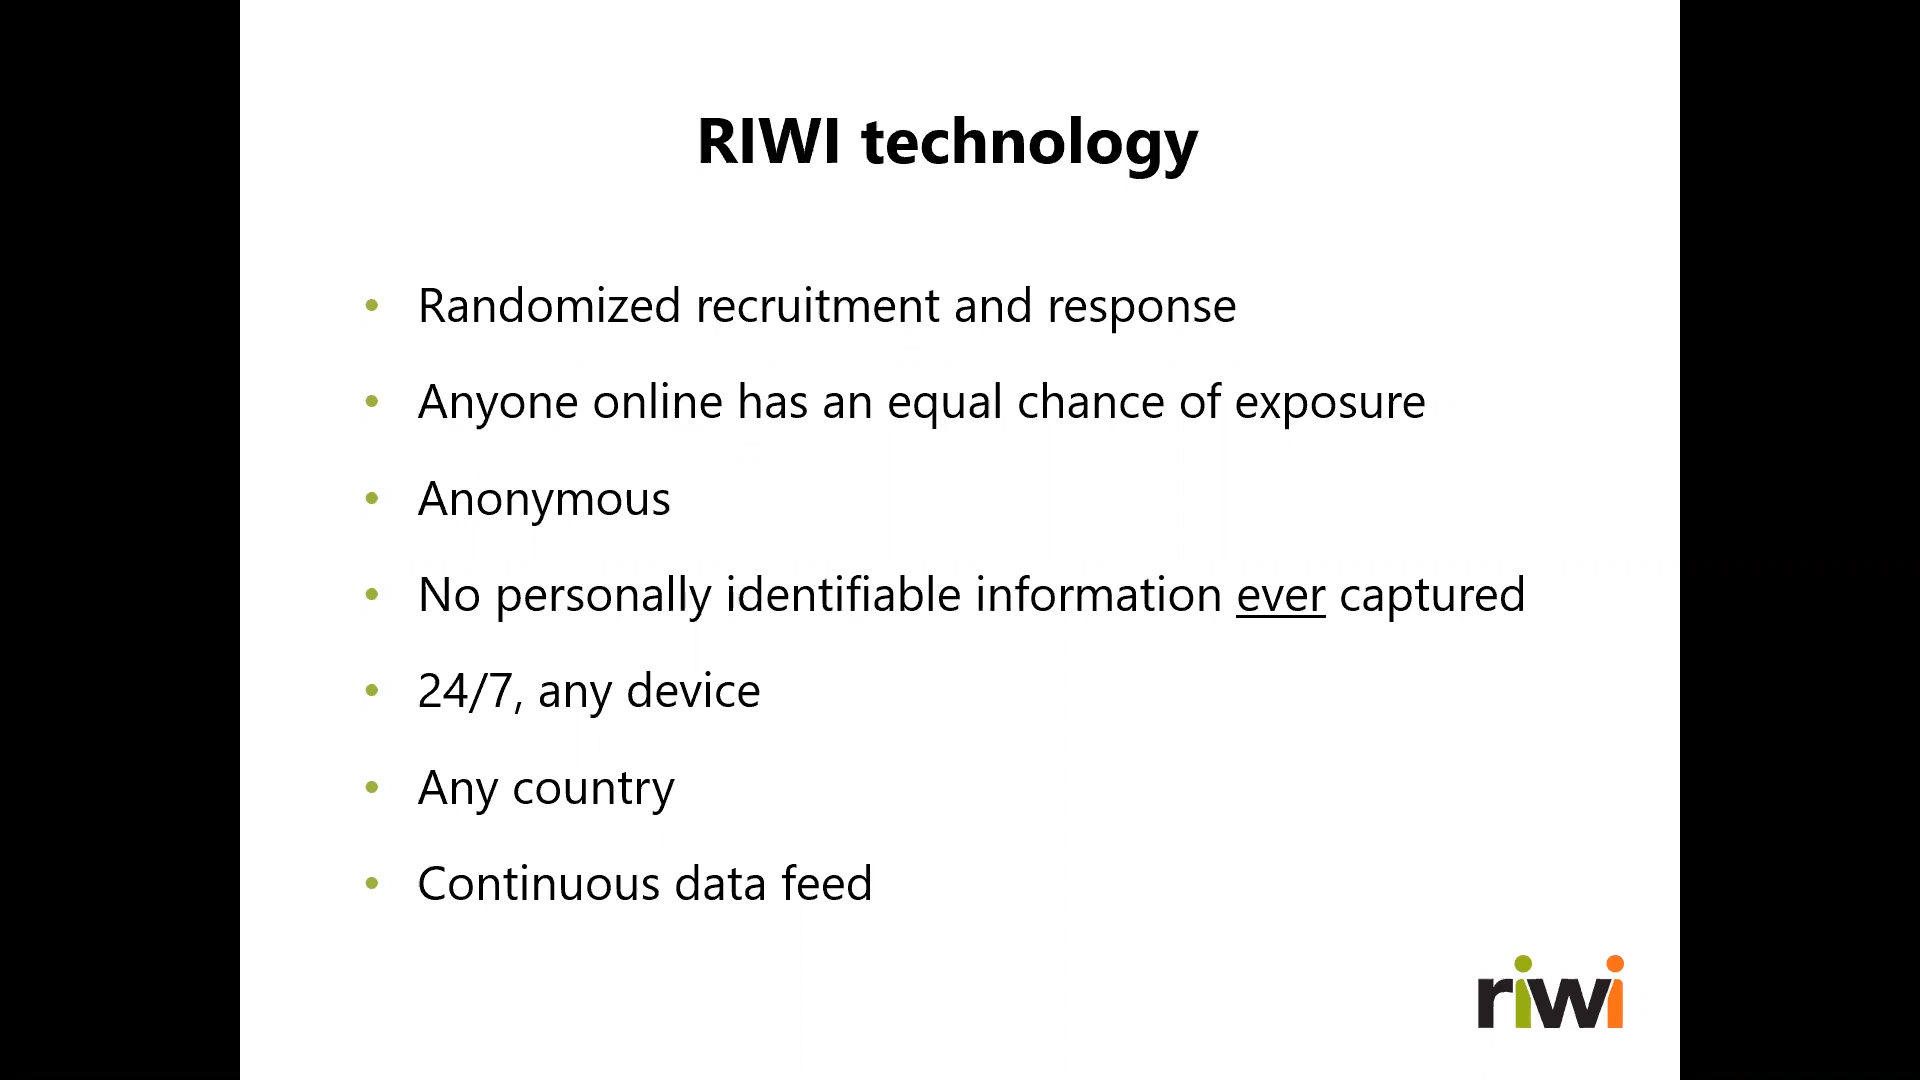 RIWI technology
• Randomized recruitment and response
• Anyone online has an equal chance of exposure
• Anonymous
• No personally identifiable information ever captured
• 24/7, any device
• Any country
• Continuous data feed
riwi